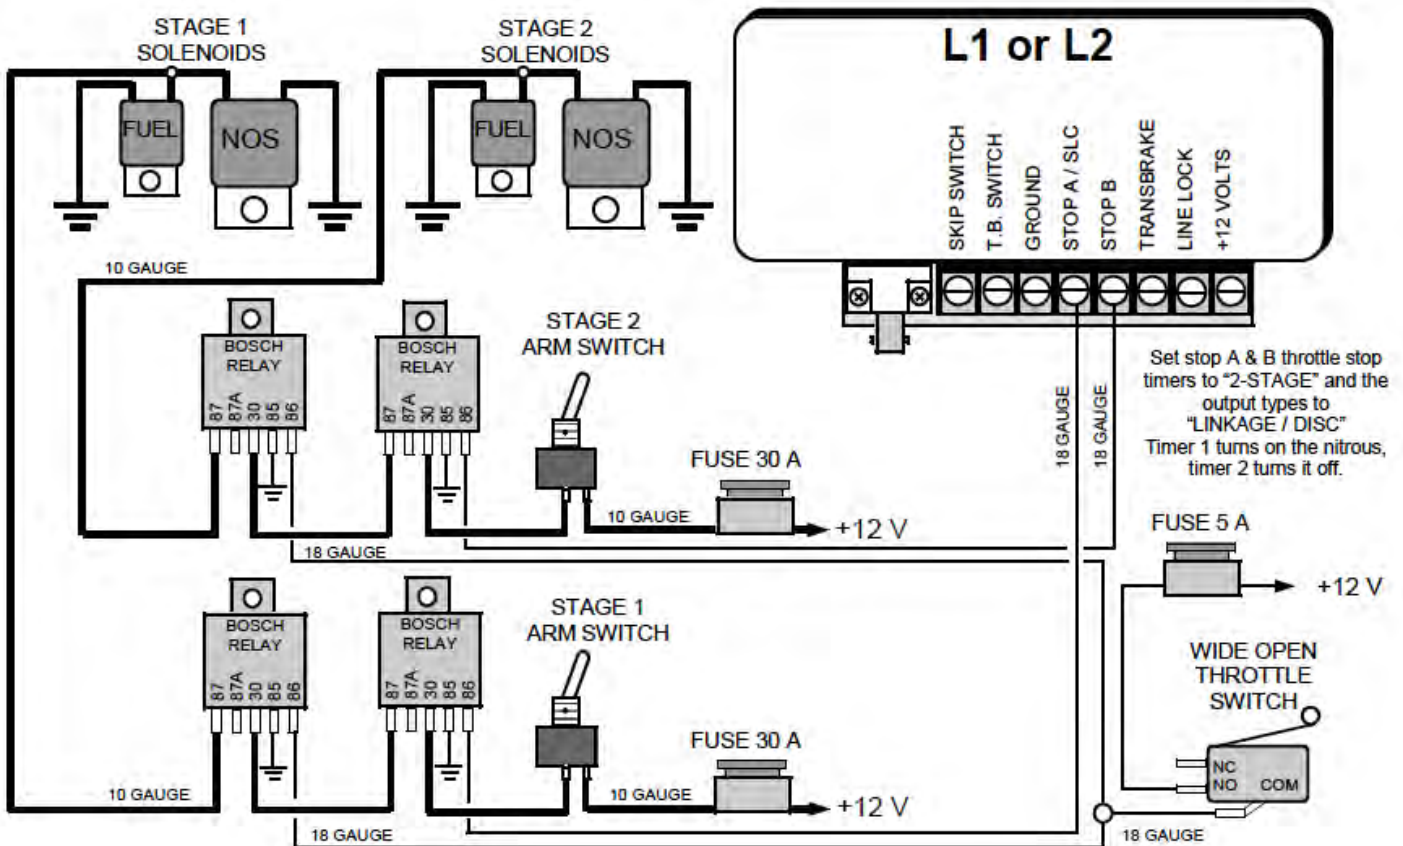 STAGE 1
SOLENOIDS
STAGE 2
SOLENOIDS
FUEL
NOS
FUEL
NOS
L1 or L2
SKIP SWITCH
T.B. SWITCH
GROUND
STOP A / SLC
STOP B
TRANSBRAKE
LINE LOCK
+12 VOLTS
10 GAUGE
BOSCH
RELAY
87
87A
30
85
86
BOSCH
RELAY
87
87A
30
85
86
STAGE 2
ARM SWITCH
FUSE 30 A
10 GAUGE
+12 V
18 GAUGE
18 GAUGE
18 GAUGE
Set stop A & B throttle stop
timers to "2-STAGE" and the
output types to
"LINKAGE / DISC"
Timer 1 turns on the nitrous,
timer 2 turns it off.
FUSE 5 A
+12 V
BOSCH
RELAY
87
87A
30
85
86
BOSCH
RELAY
87
87A
30
85
86
STAGE 1
ARM SWITCH
FUSE 30 A
10 GAUGE
10 GAUGE
+12 V
18 GAUGE
WIDE OPEN
THROTTLE
SWITCH
NC
NO
COM
18 GAUGE